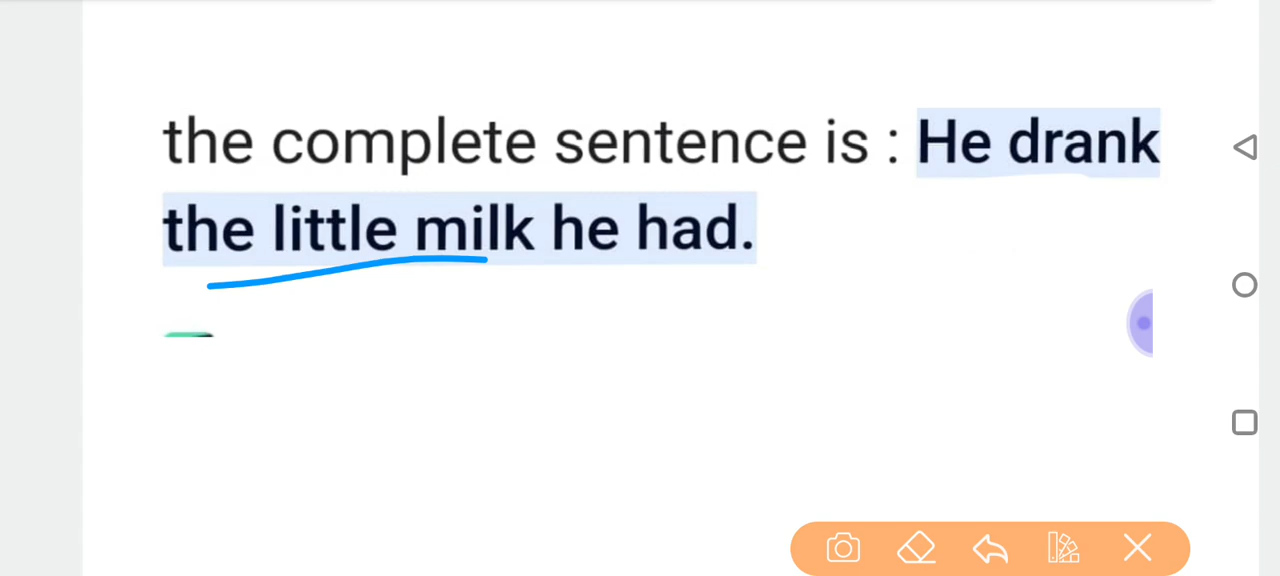 the complete sentence is : He drank
the little milk he had.